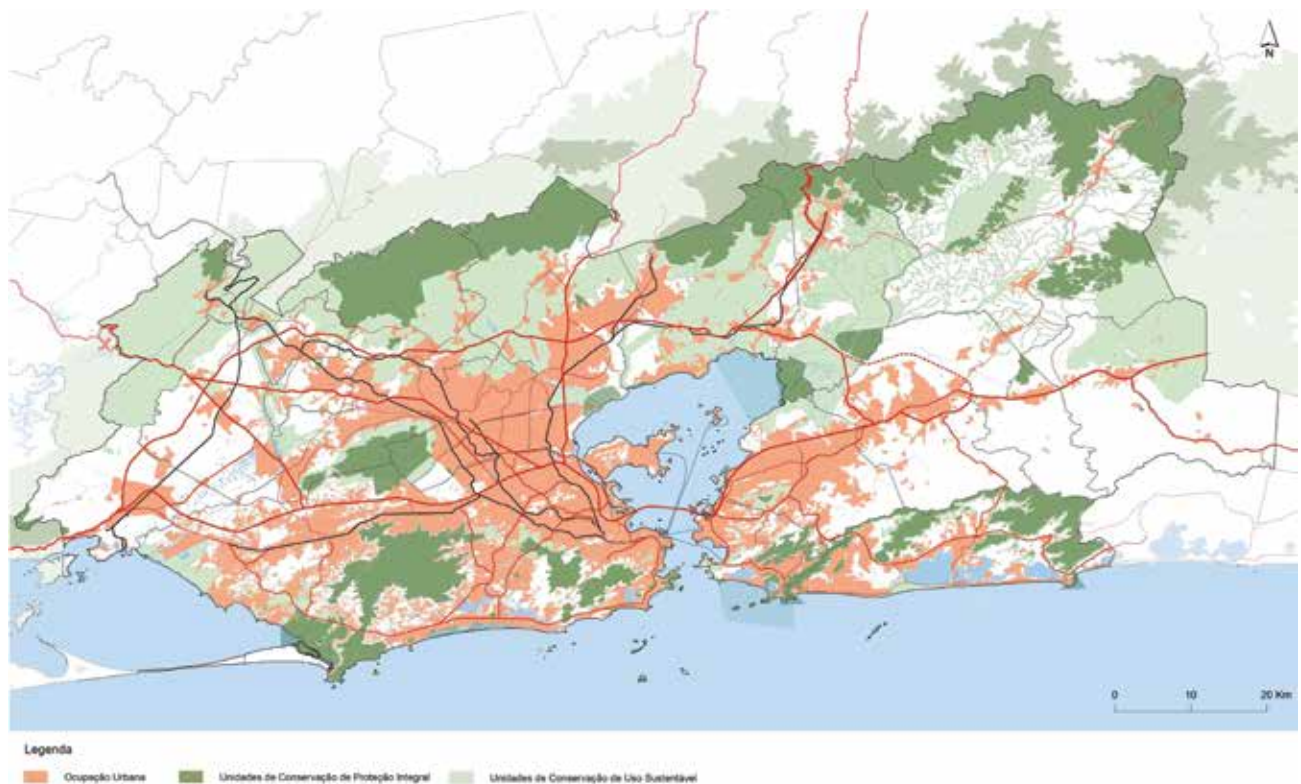 N
0 10 20 Km
Legenda
Ocupação Urbana Unidades de Conservação de Proteção Integral Unidades de Conservação de Uso Sustentável